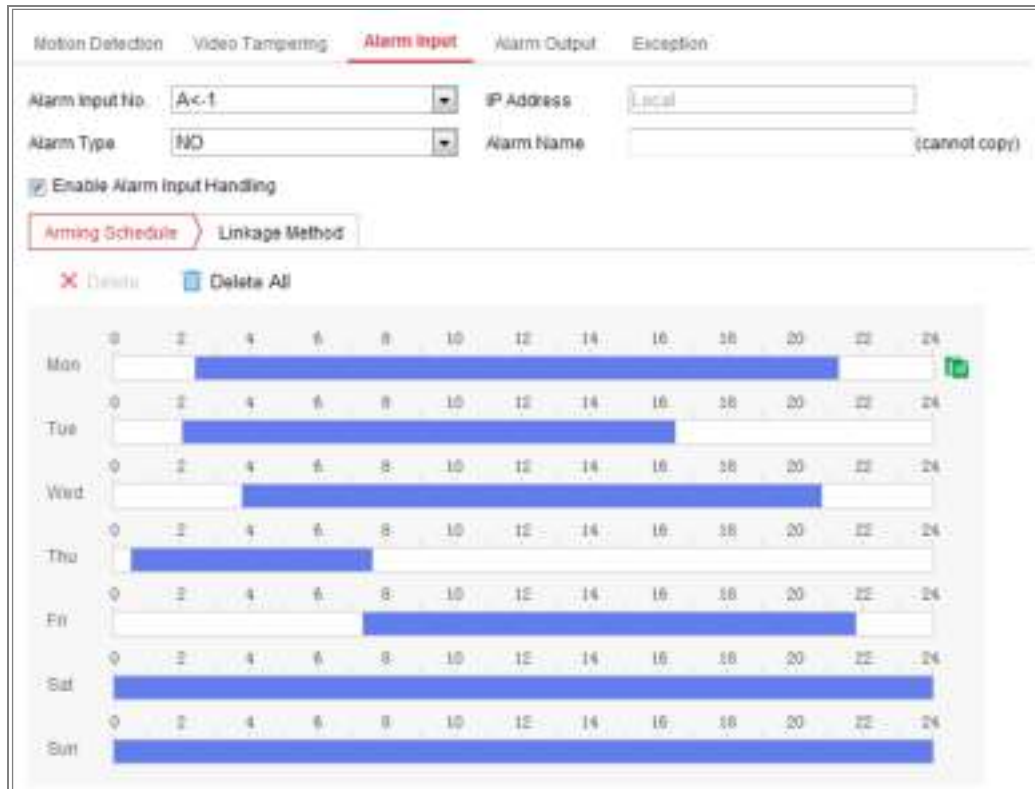 Motion Detection Video Tampering Alarm Input Alarm Output Exception
Alarm Input No. A<-1 IP Address Local
Alarm Type NO Alarm Name (cannot copy)
Enable Alarm Input Handling
Arming Schedule Linkage Method
Delete Delete All
0 2 4 6 8 10 12 14 16 18 20 22 24
Mon
0 2 4 6 8 10 12 14 16 18 20 22 24
Tue
0 2 4 6 8 10 12 14 16 18 20 22 24
Wed
0 2 4 6 8 10 12 14 16 18 20 22 24
Thu
0 2 4 6 8 10 12 14 16 18 20 22 24
Fri
0 2 4 6 8 10 12 14 16 18 20 22 24
Sat
0 2 4 6 8 10 12 14 16 18 20 22 24
Sun